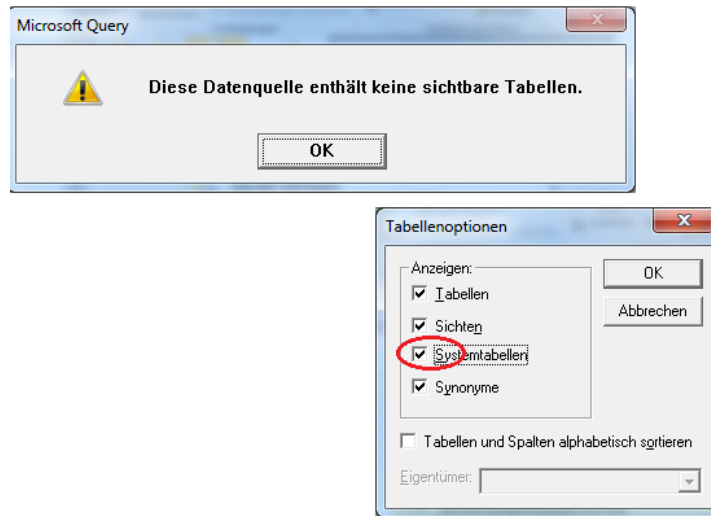 Microsoft Query
Diese Datenquelle enthält keine sichtbare Tabellen.
OK
Tabellenoptionen
Anzeigen:
Tabellen
Sichten
Systemtabellen
Synonyme
OK
Abbrechen
Tabellen und Spalten alphabetisch sortieren
Eigentümer: